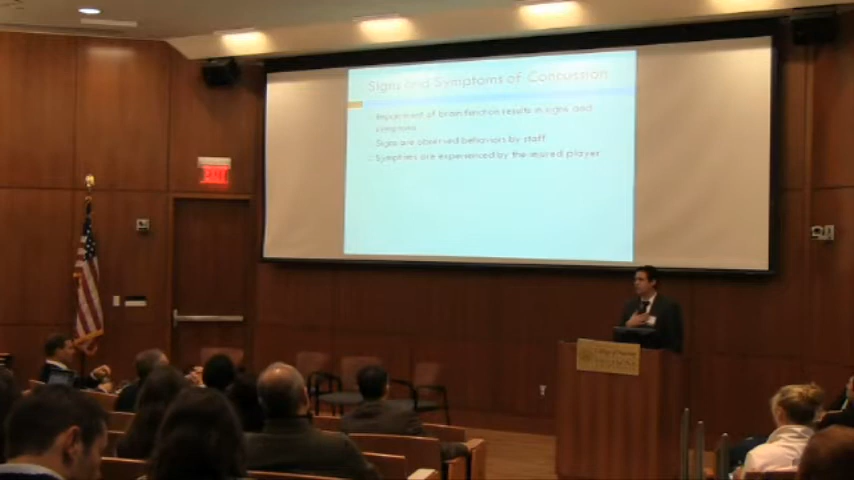 Signs and Symptoms of Concussion
Impairment of brain function results in signs and
symptoms
Signs are observed behaviors by staff
Symptoms are experienced by the injured player